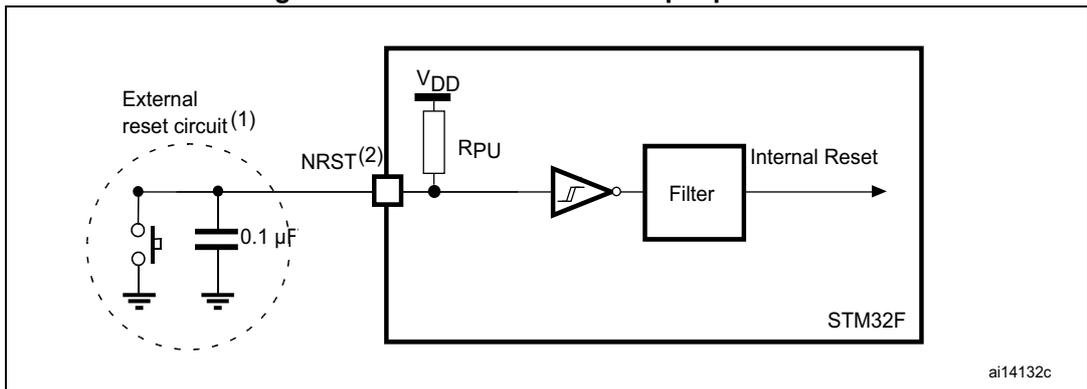 External
reset circuit(1)
NRST(2)
VDD
RPU
0.1 µF
Filter
Internal Reset
STM32F
ai14132c